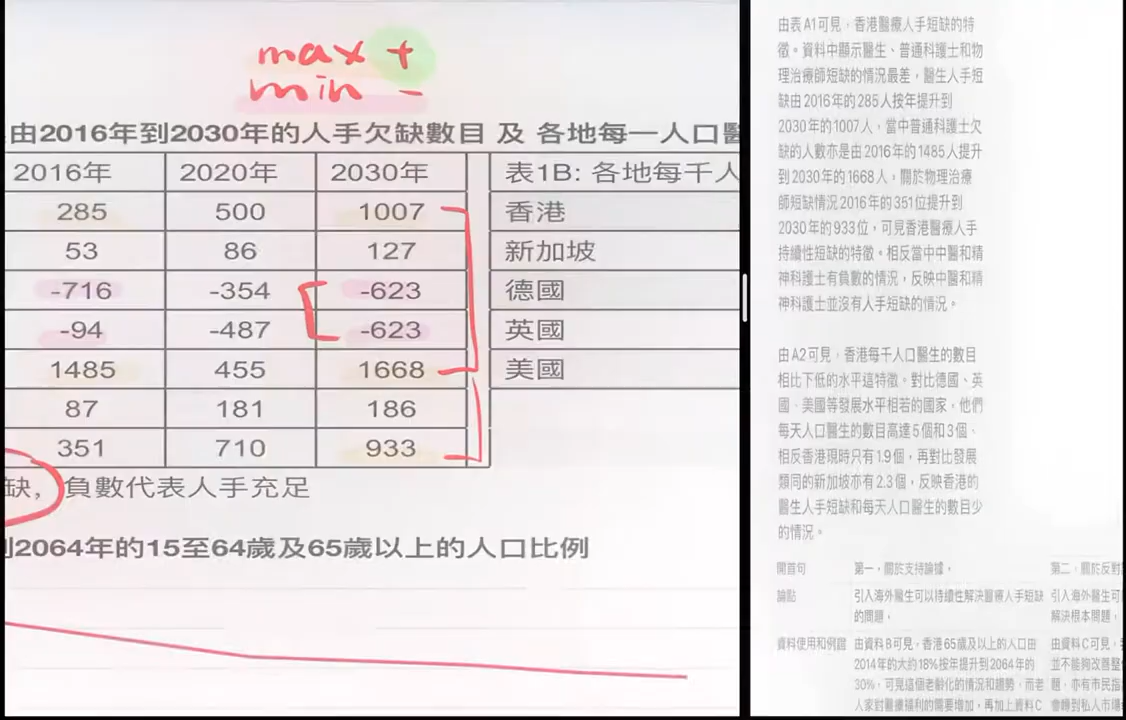 max +
min -
由2016年到2030年的人手欠缺數目 及 各地每一人口醫
2016年 2020年 2030年 表1B: 各地每千人
285 500 1007 香港
53 86 127 新加坡
-716 -354 -623 德國
-94 -487 -623 英國
1485 455 1668 美國
87 181 186
351 710 933
缺, 負數代表人手充足
到2064年的15至64歲及65歲以上的人口比例
由表A1可見，香港醫療人手短缺的特
徵。資料中顯示醫生、普通科護士和物
理治療師短缺的情況最差，醫生人手短
缺由2016年的285人按年提升到
2030年的1007人，當中普通科護士欠
缺的人數亦是由2016年的1485人提升
到2030年的1668人，關於物理治療
師短缺情況2016年的351位提升到
2030年的933位，可見香港醫療人手
持續性短缺的特徵。相反當中中醫和精
神科護士有負數的情況，反映中醫和精
神科護士並沒有人手短缺的情況。
由A2可見，香港每千人口醫生的數目
相比下低的水平這特徵。對比德國、英
國、美國等發展水平相若的國家，他們
每天人口醫生的數目高達5個和3個、
相反香港現時只有1.9個，再對比發展
類同的新加坡亦有2.3個，反映香港的
醫生人手短缺和每天人口醫生的數目少
的情況。
開首句 第一，關於支持論據， 第二，關於反對
論點 引入海外醫生可以持續性解決醫療人手短缺 引入海外醫生可
的問題， 解決根本問題，
資料使用和例證 由資料B可見，香港65歲及以上的人口由 由資料C可見，
2014年的大約18%按年提升到2064年的 並不能夠改善整
30%，可見這個老齡化的情況和趨勢，而老 題，亦有市民指
人家對醫療福利的需要增加，再加上資料C 會轉到私人市場